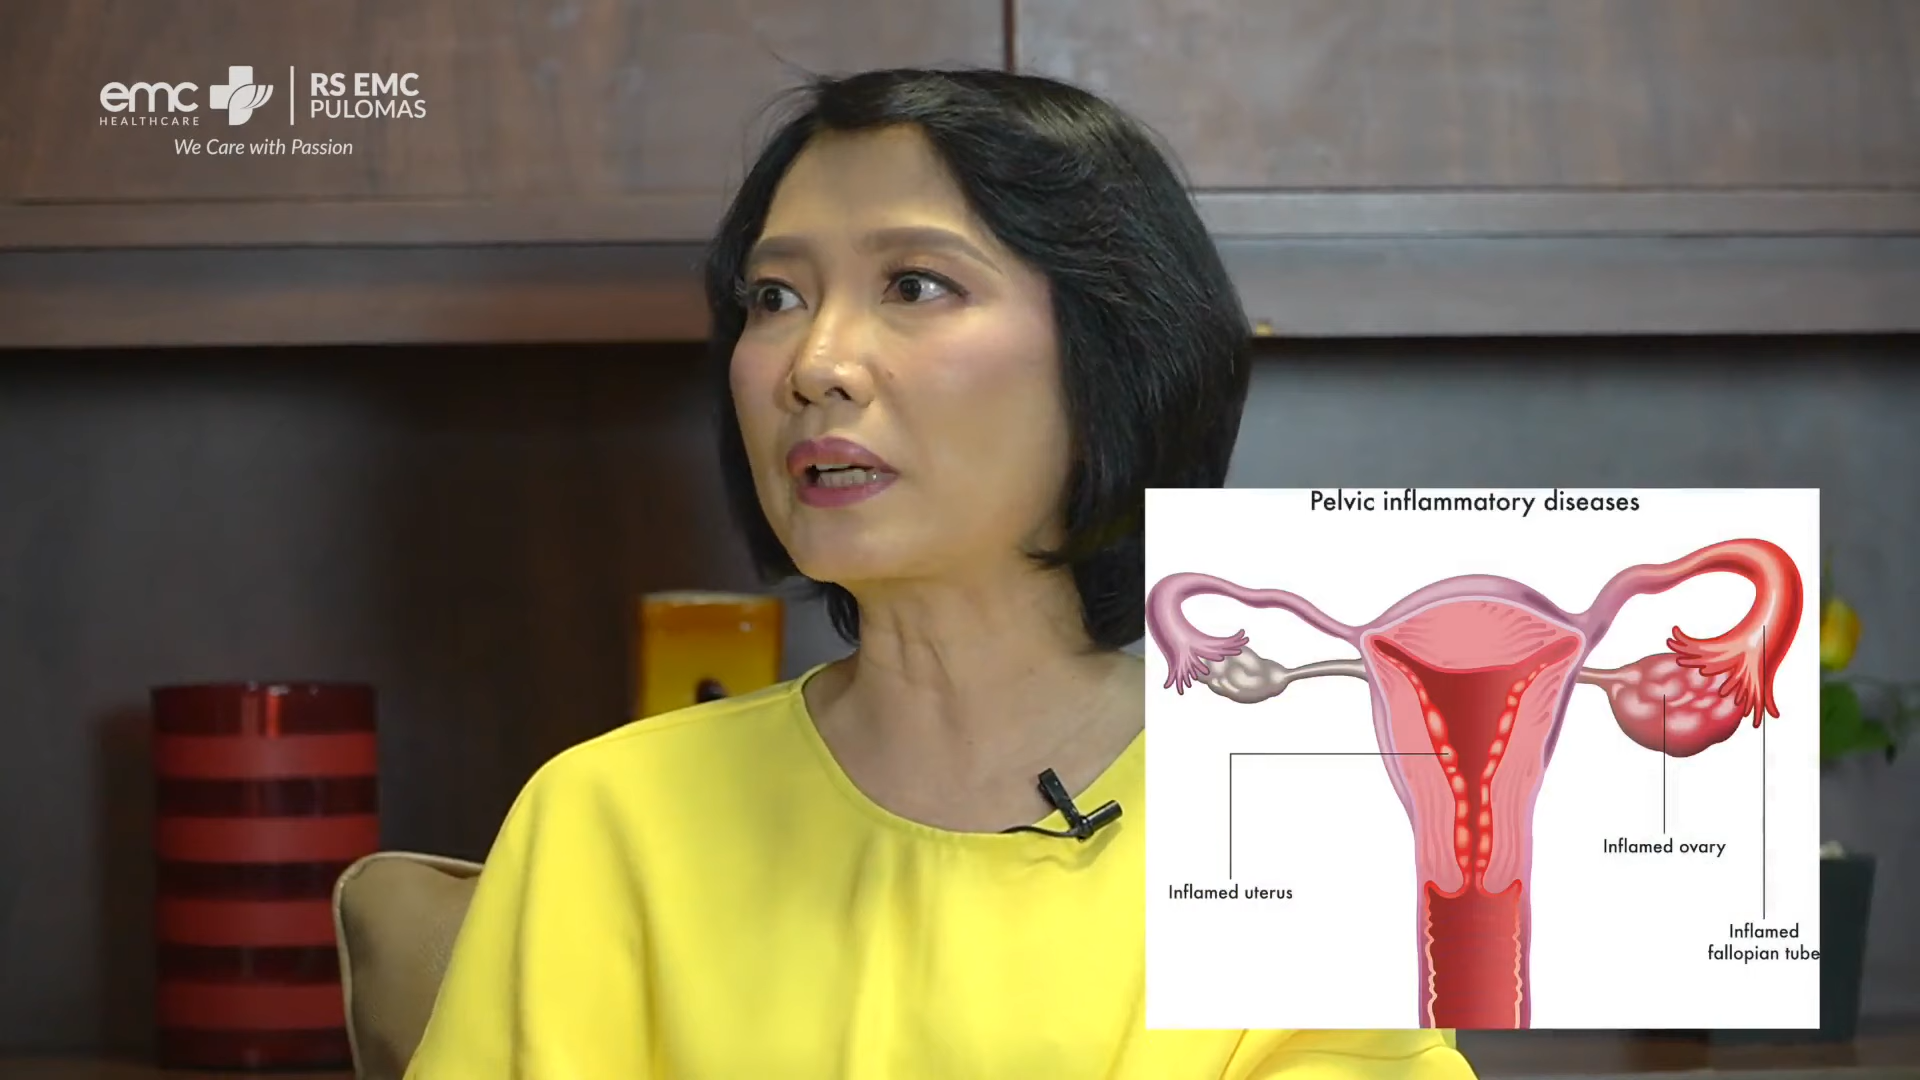 emc
HEALTHCARE
RS EMC
PULOMAS
We Care with Passion
Pelvic inflammatory diseases
Inflamed uterus
Inflamed ovary
Inflamed
fallopian tube